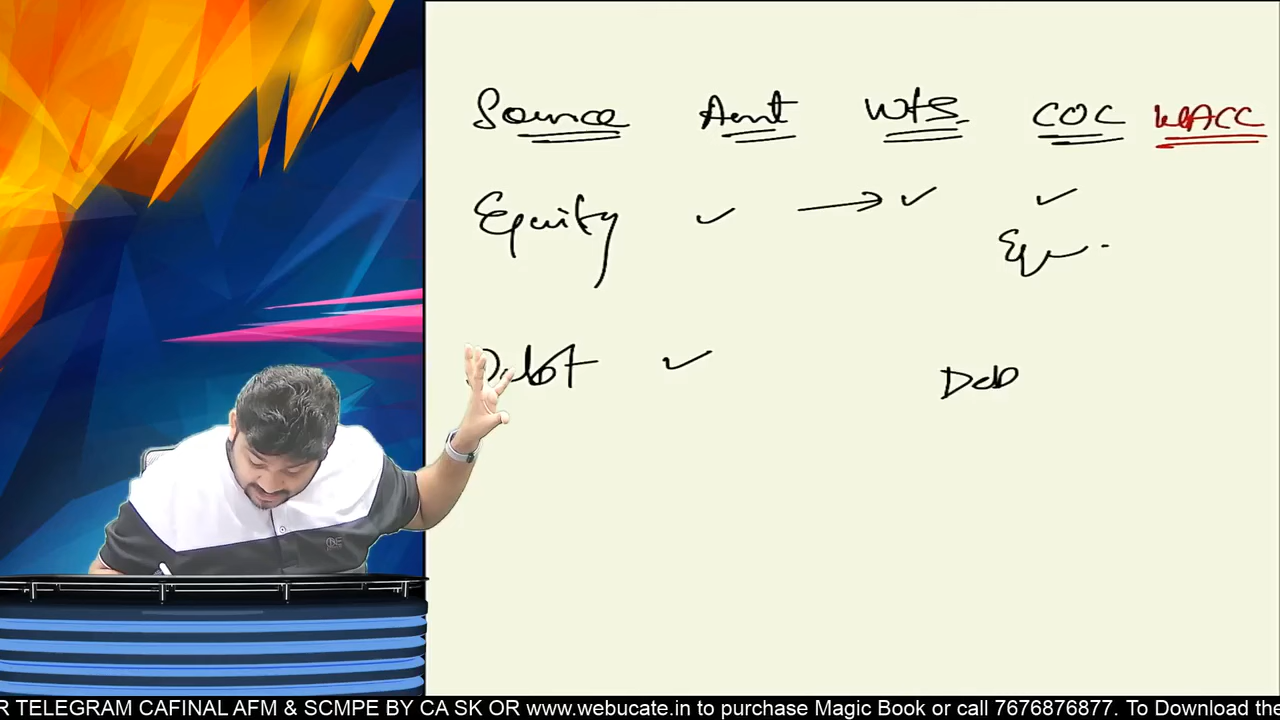 Source Amt Wts. COC WACC
Equity ✓ → ✓ ✓
Equ
Debt ✓ Deb
R TELEGRAM CAFINAL AFM & SCMPE BY CA SK OR www.webucate.in to purchase Magic Book or call 7676876877. To Download the